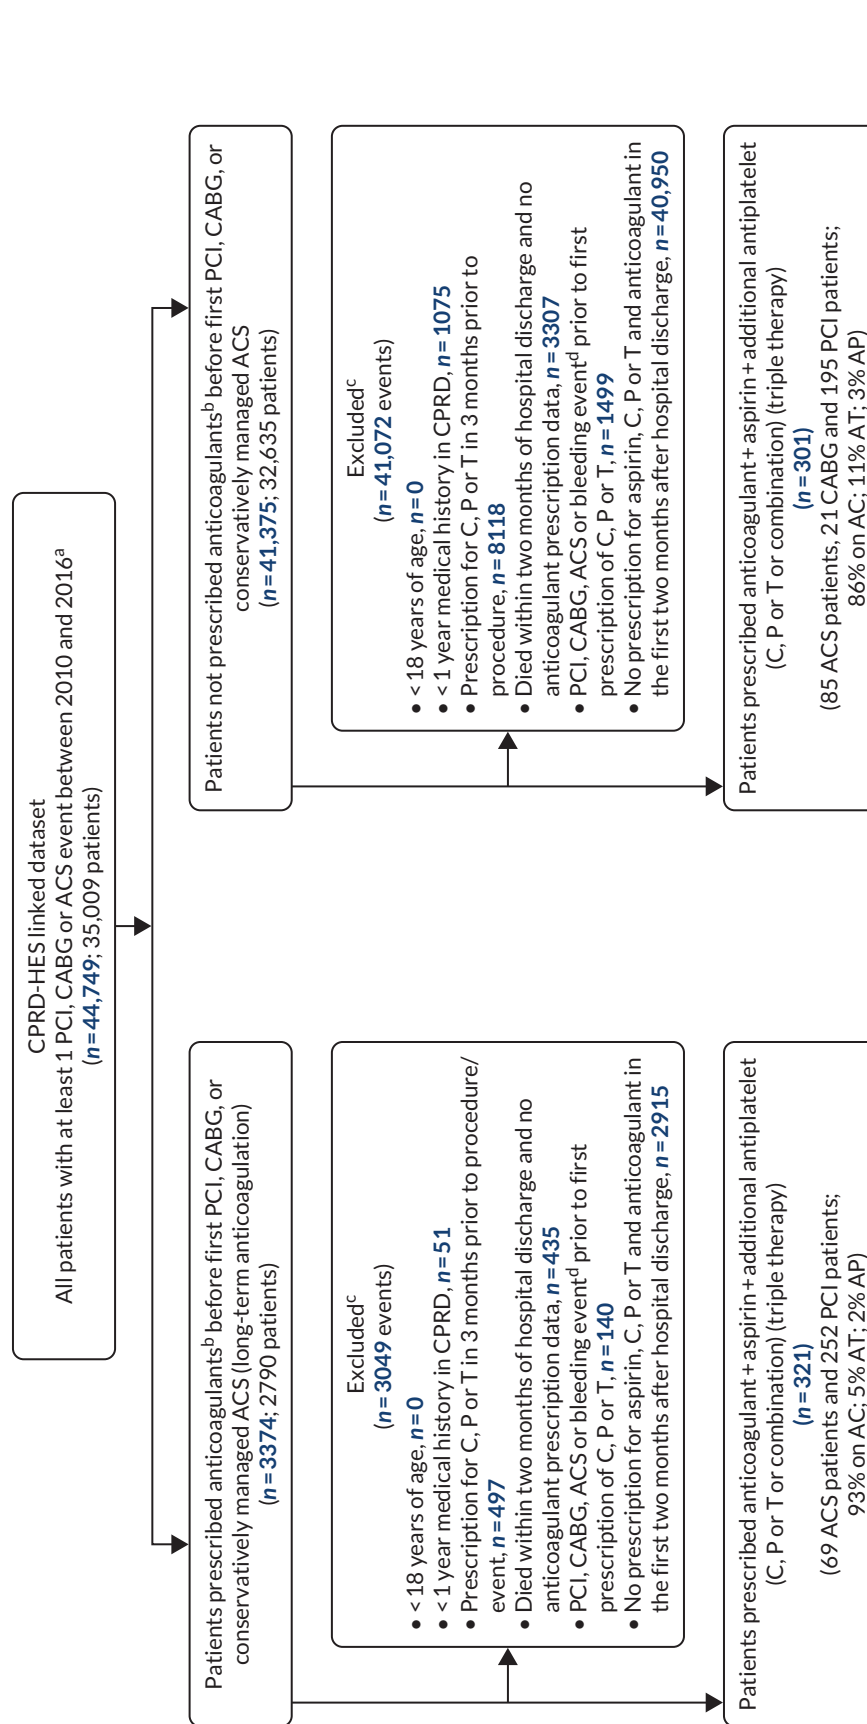 CPRD-HES linked dataset
All patients with at least 1 PCI, CABG or ACS event between 2010 and 2016ᵃ
(n=44,749; 35,009 patients)
Patients prescribed anticoagulantsᵇ before first PCI, CABG, or
conservatively managed ACS (long-term anticoagulation)
(n=3374; 2790 patients)
Excludedᶜ
(n=3049 events)
• <18 years of age, n=0
• <1 year medical history in CPRD, n=51
• Prescription for C, P or T in 3 months prior to procedure/
event, n=497
• Died within two months of hospital discharge and no
anticoagulant prescription data, n=435
• PCI, CABG, ACS or bleeding eventᵈ prior to first
prescription of C, P or T, n=140
• No prescription for aspirin, C, P or T and anticoagulant in
the first two months after hospital discharge, n=2915
Patients prescribed anticoagulant+aspirin+additional antiplatelet
(C, P or T or combination) (triple therapy)
(n=321)
(69 ACS patients and 252 PCI patients;
93% on AC; 5% AT; 2% AP)
Patients not prescribed anticoagulantsᵇ before first PCI, CABG, or
conservatively managed ACS
(n=41,375; 32,635 patients)
Excludedᶜ
(n=41,072 events)
• <18 years of age, n=0
• <1 year medical history in CPRD, n=1075
• Prescription for C, P or T in 3 months prior to
procedure, n=8118
• Died within two months of hospital discharge and no
anticoagulant prescription data, n=3307
• PCI, CABG, ACS or bleeding eventᵈ prior to first
prescription of C, P or T, n=1499
• No prescription for aspirin, C, P or T and anticoagulant in
the first two months after hospital discharge, n=40,950
Patients prescribed anticoagulant+aspirin+additional antiplatelet
(C, P or T or combination) (triple therapy)
(n=301)
(85 ACS patients, 21 CABG and 195 PCI patients;
86% on AC; 11% AT; 3% AP)